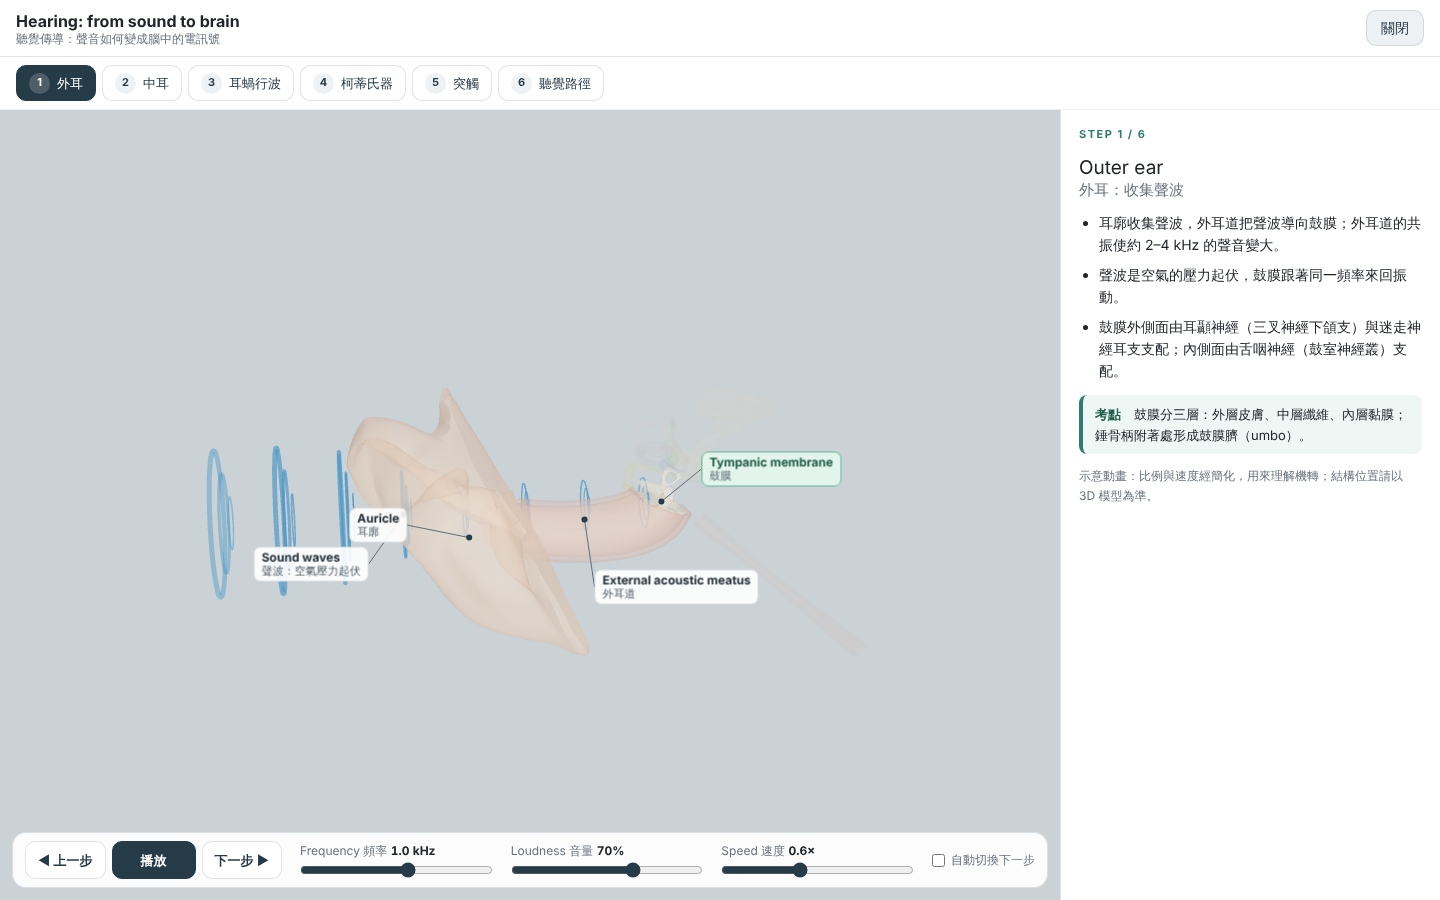 Hearing: from sound to brain
聽覺傳導：聲音如何變成腦中的電訊號
關閉
1 外耳
2 中耳
3 耳蝸行波
4 柯蒂氏器
5 突觸
6 聽覺路徑
STEP 1 / 6
Outer ear
外耳：收集聲波
耳廓收集聲波，外耳道把聲波導向鼓膜；外耳道的共
振使約 2–4 kHz 的聲音變大。
聲波是空氣的壓力起伏，鼓膜跟著同一頻率來回振
動。
鼓膜外側面由耳顳神經（三叉神經下頜支）與迷走神
經耳支支配；內側面由舌咽神經（鼓室神經叢）支
配。
考點 鼓膜分三層：外層皮膚、中層纖維、內層黏膜；
錘骨柄附著處形成鼓膜臍（umbo）。
示意動畫：比例與速度經簡化，用來理解機轉；結構位置請以
3D 模型為準。
Tympanic membrane
鼓膜
Auricle
耳廓
Sound waves
聲波：空氣壓力起伏
External acoustic meatus
外耳道
◀ 上一步
播放
下一步 ▶
Frequency 頻率 1.0 kHz
Loudness 音量 70%
Speed 速度 0.6×
自動切換下一步